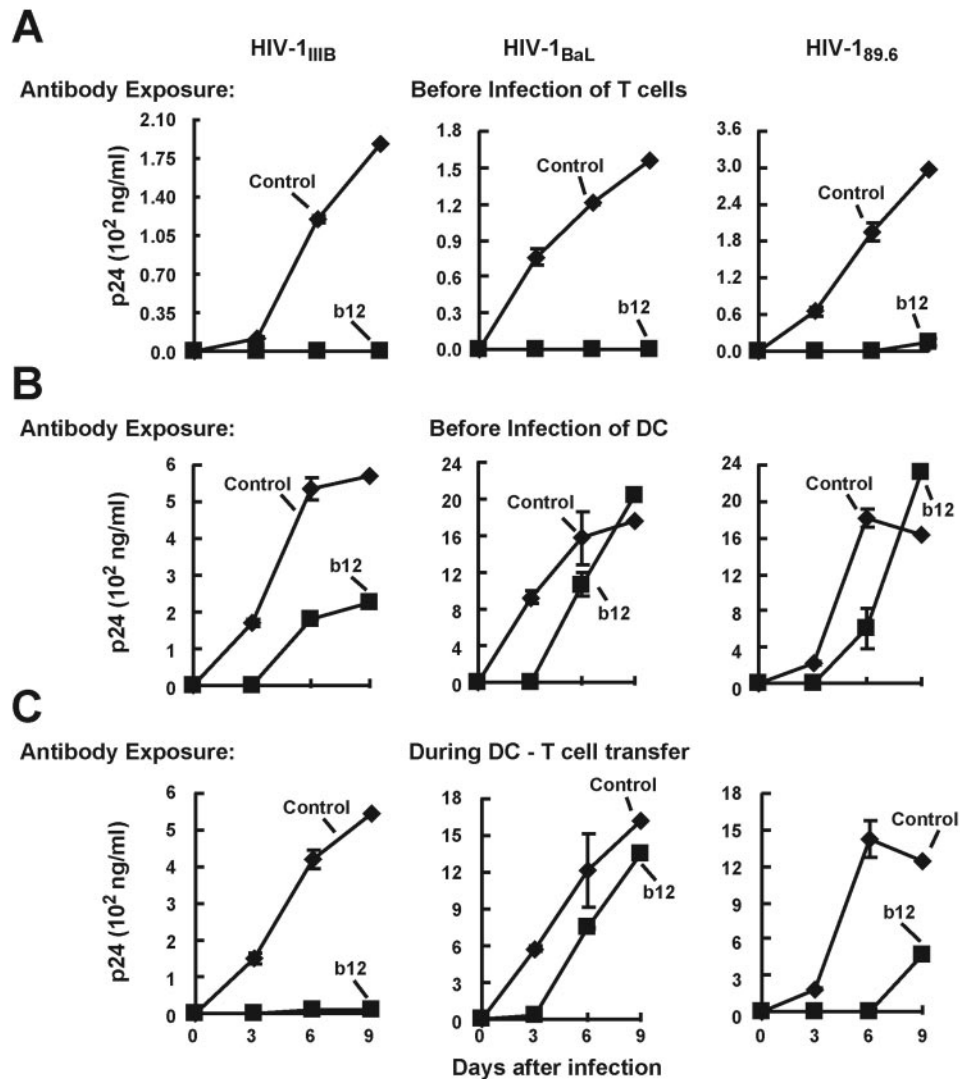 A
HIV-1IIIB HIV-1BaL HIV-189.6
Antibody Exposure: Before Infection of T cells
p24 (10² ng/ml)
2.10
1.75
1.40
1.05
0.70
0.35
0.0
Control
b12
1.8
1.5
1.2
0.9
0.6
0.3
0.0
Control
b12
3.6
3.0
2.4
1.8
1.2
0.6
0.0
Control
b12
B
Antibody Exposure: Before Infection of DC
p24 (10² ng/ml)
6
5
4
3
2
1
0
Control
b12
24
20
16
12
8
4
0
Control
b12
24
20
16
12
8
4
0
Control
b12
C
Antibody Exposure: During DC - T cell transfer
p24 (10² ng/ml)
6
5
4
3
2
1
0
Control
b12
0 3 6 9
18
15
12
9
6
3
0
Control
b12
0 3 6 9
18
15
12
9
6
3
0
Control
b12
0 3 6 9
Days after infection